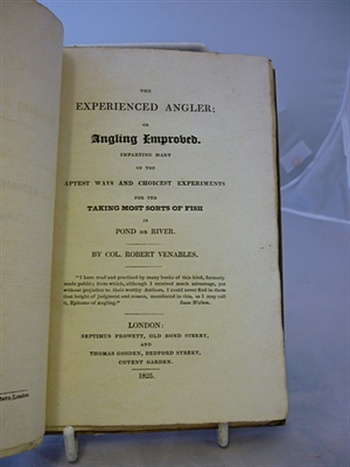 THE
EXPERIENCED ANGLER;
OR
Angling Improved.
IMPARTING MANY
OF THE
APTEST WAYS AND CHOICEST EXPERIMENTS
FOR THE
TAKING MOST SORTS OF FISH
IN
POND OR RIVER.
BY COL. ROBERT VENABLES.
"I have read and practised by many books of this kind, formerly
made public; from which, although I received much advantage, yet
without prejudice to their worthy Authors, I could never find in them
that height of judgment and reason, manifested in this, as I may call
it, Epitome of Angling."
Isaac Walton.
LONDON:
SEPTIMUS PROWETT, OLD BOND STREET,
AND
THOMAS GOSDEN, BEDFORD STREET,
COVENT GARDEN.
1825.
London.